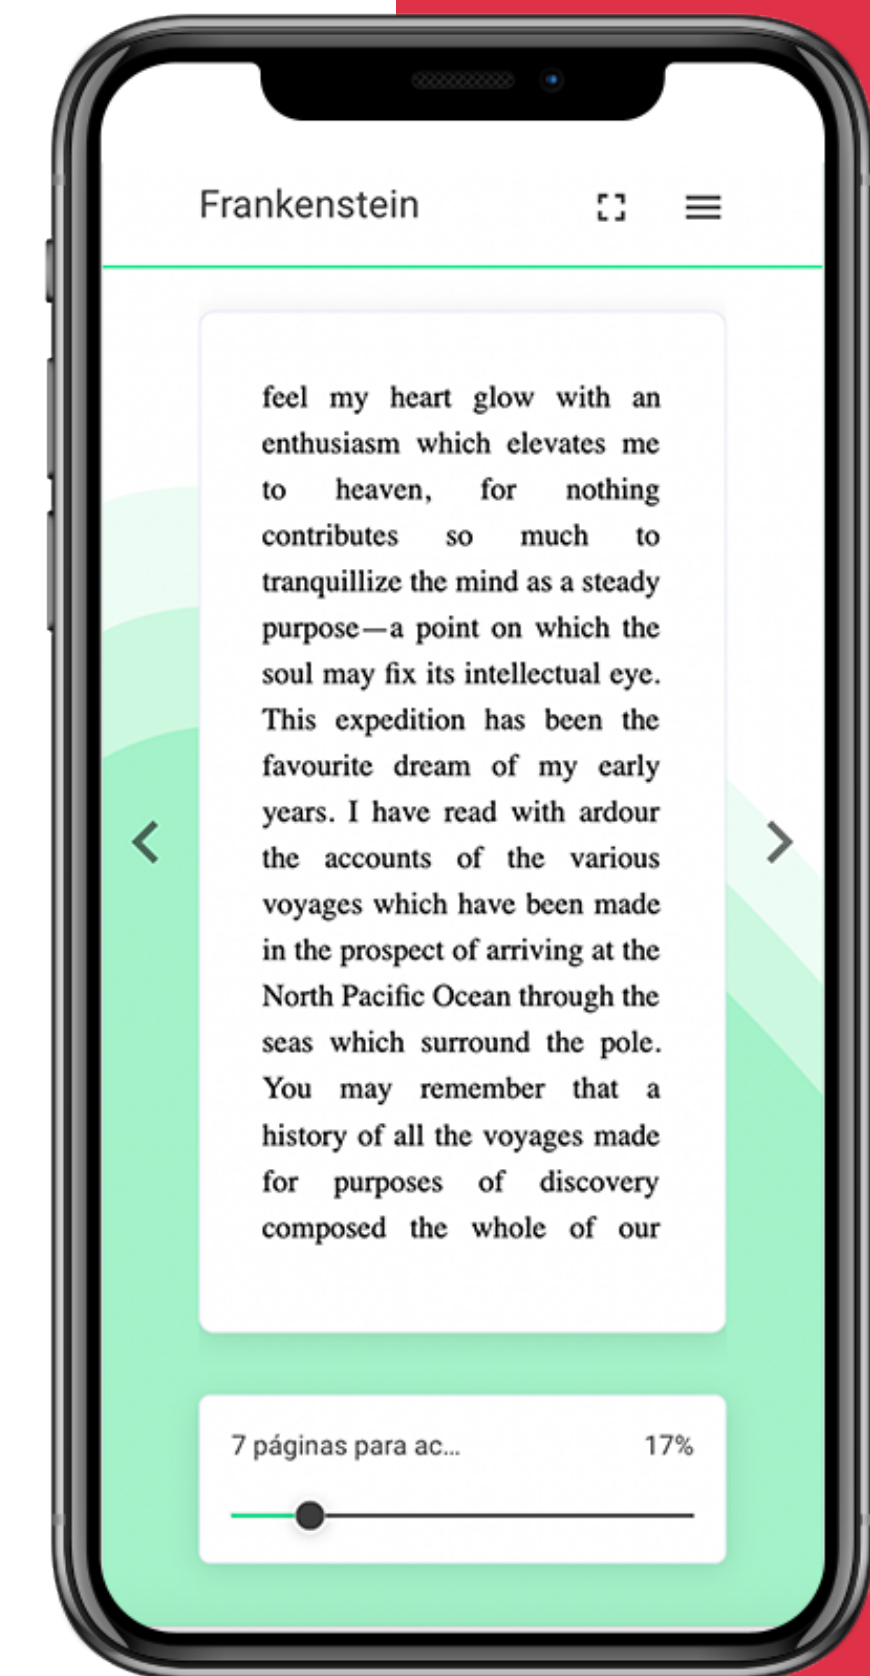 Frankenstein
feel my heart glow with an
enthusiasm which elevates me
to heaven, for nothing
contributes so much to
tranquillize the mind as a steady
purpose—a point on which the
soul may fix its intellectual eye.
This expedition has been the
favourite dream of my early
years. I have read with ardour
the accounts of the various
voyages which have been made
in the prospect of arriving at the
North Pacific Ocean through the
seas which surround the pole.
You may remember that a
history of all the voyages made
for purposes of discovery
composed the whole of our
7 páginas para ac...
17%